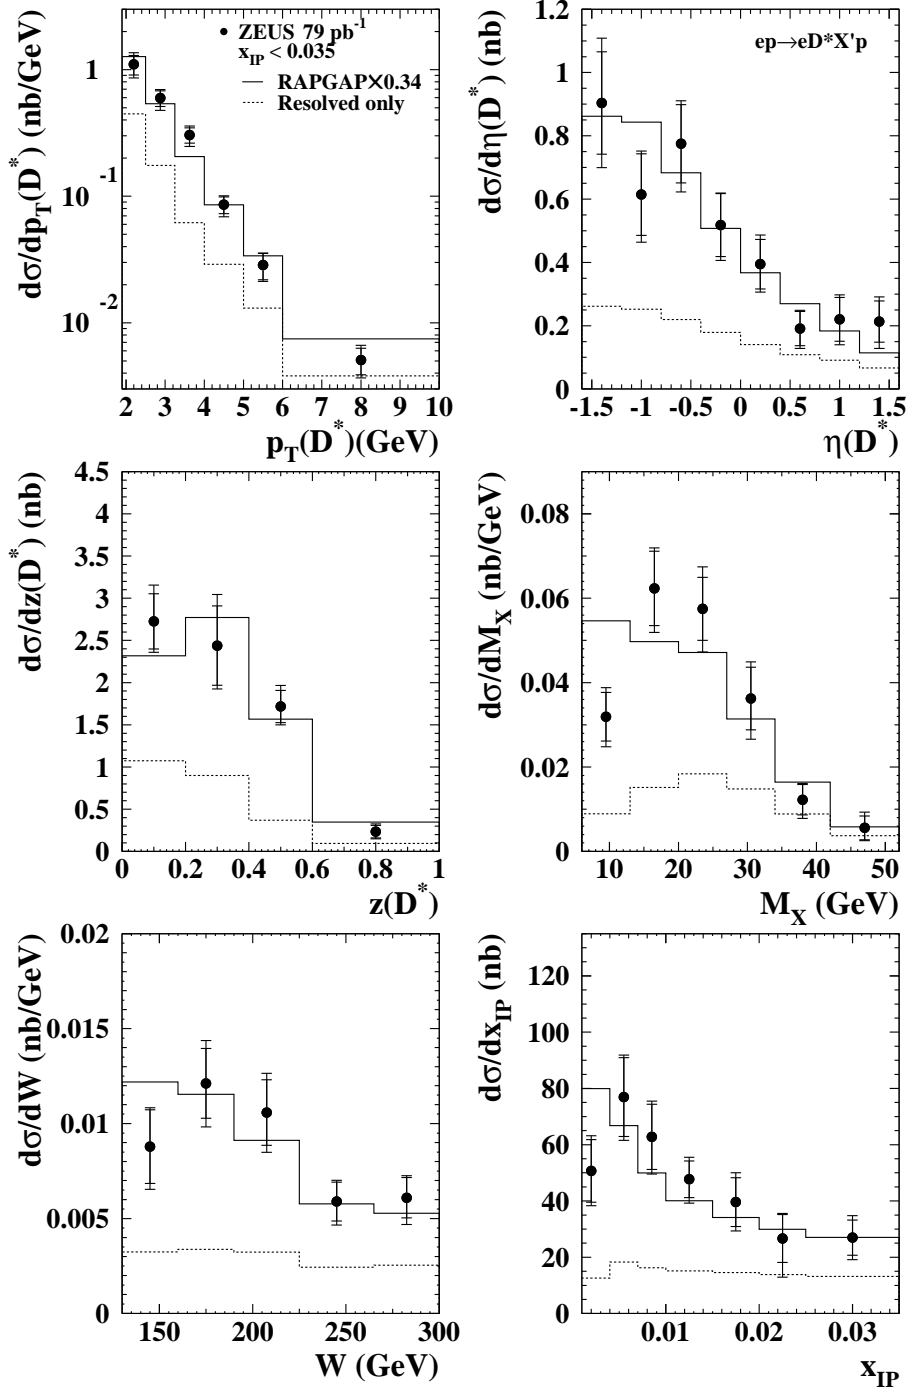 dσ/dp_T(D^*) (nb/GeV)
1
10^-1
10^-2
ZEUS 79 pb^-1
x_IP < 0.035
RAPGAP×0.34
Resolved only
2 3 4 5 6 7 8 9 10
p_T(D^*)(GeV)
dσ/dη(D^*) (nb)
1.2
1
0.8
0.6
0.4
0.2
0
ep→eD*X'p
-1.5 -1 -0.5 0 0.5 1 1.5
η(D^*)
dσ/dz(D^*) (nb)
4.5
4
3.5
3
2.5
2
1.5
1
0.5
0
0 0.2 0.4 0.6 0.8 1
z(D^*)
dσ/dM_X (nb/GeV)
0.08
0.06
0.04
0.02
0
10 20 30 40 50
M_X (GeV)
dσ/dW (nb/GeV)
0.02
0.015
0.01
0.005
0
150 200 250 300
W (GeV)
dσ/dx_IP (nb)
120
100
80
60
40
20
0
0.01 0.02 0.03
x_IP